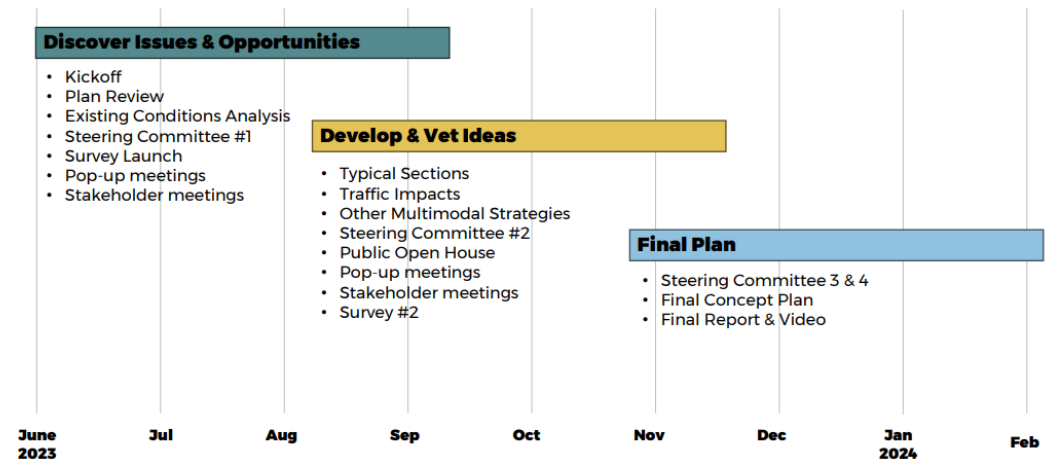 Discover Issues & Opportunities
• Kickoff
• Plan Review
• Existing Conditions Analysis
• Steering Committee #1
• Survey Launch
• Pop-up meetings
• Stakeholder meetings
Develop & Vet Ideas
• Typical Sections
• Traffic Impacts
• Other Multimodal Strategies
• Steering Committee #2
• Public Open House
• Pop-up meetings
• Stakeholder meetings
• Survey #2
Final Plan
• Steering Committee 3 & 4
• Final Concept Plan
• Final Report & Video
June Jul Aug Sep Oct Nov Dec Jan Feb
2023 2024